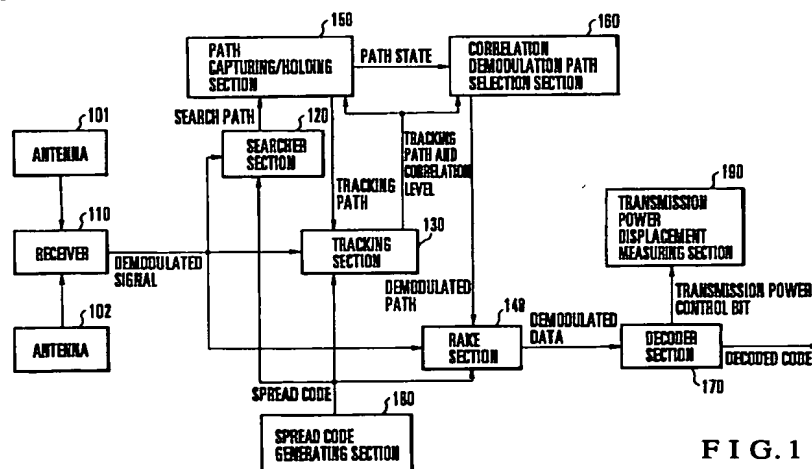 150
PATH
CAPTURING/HOLDING
SECTION
PATH STATE
160
CORRELATION
DEMODULATION PATH
SELECTION SECTION
SEARCH PATH
120
SEARCHER
SECTION
101
ANTENNA
TRACKING
PATH AND
CORRELATION
LEVEL
TRACKING
PATH
190
TRANSMISSION
POWER
DISPLACEMENT
MEASURING SECTION
110
RECEIVER
DEMODULATED
SIGNAL
130
TRACKING
SECTION
DEMODULATED
PATH
TRANSMISSION POWER
CONTROL BIT
102
ANTENNA
140
RAKE
SECTION
DEMODULATED
DATA
DECODER
SECTION
170
DECODED CODE
SPREAD CODE
180
SPREAD CODE
GENERATING SECTION
FIG.1